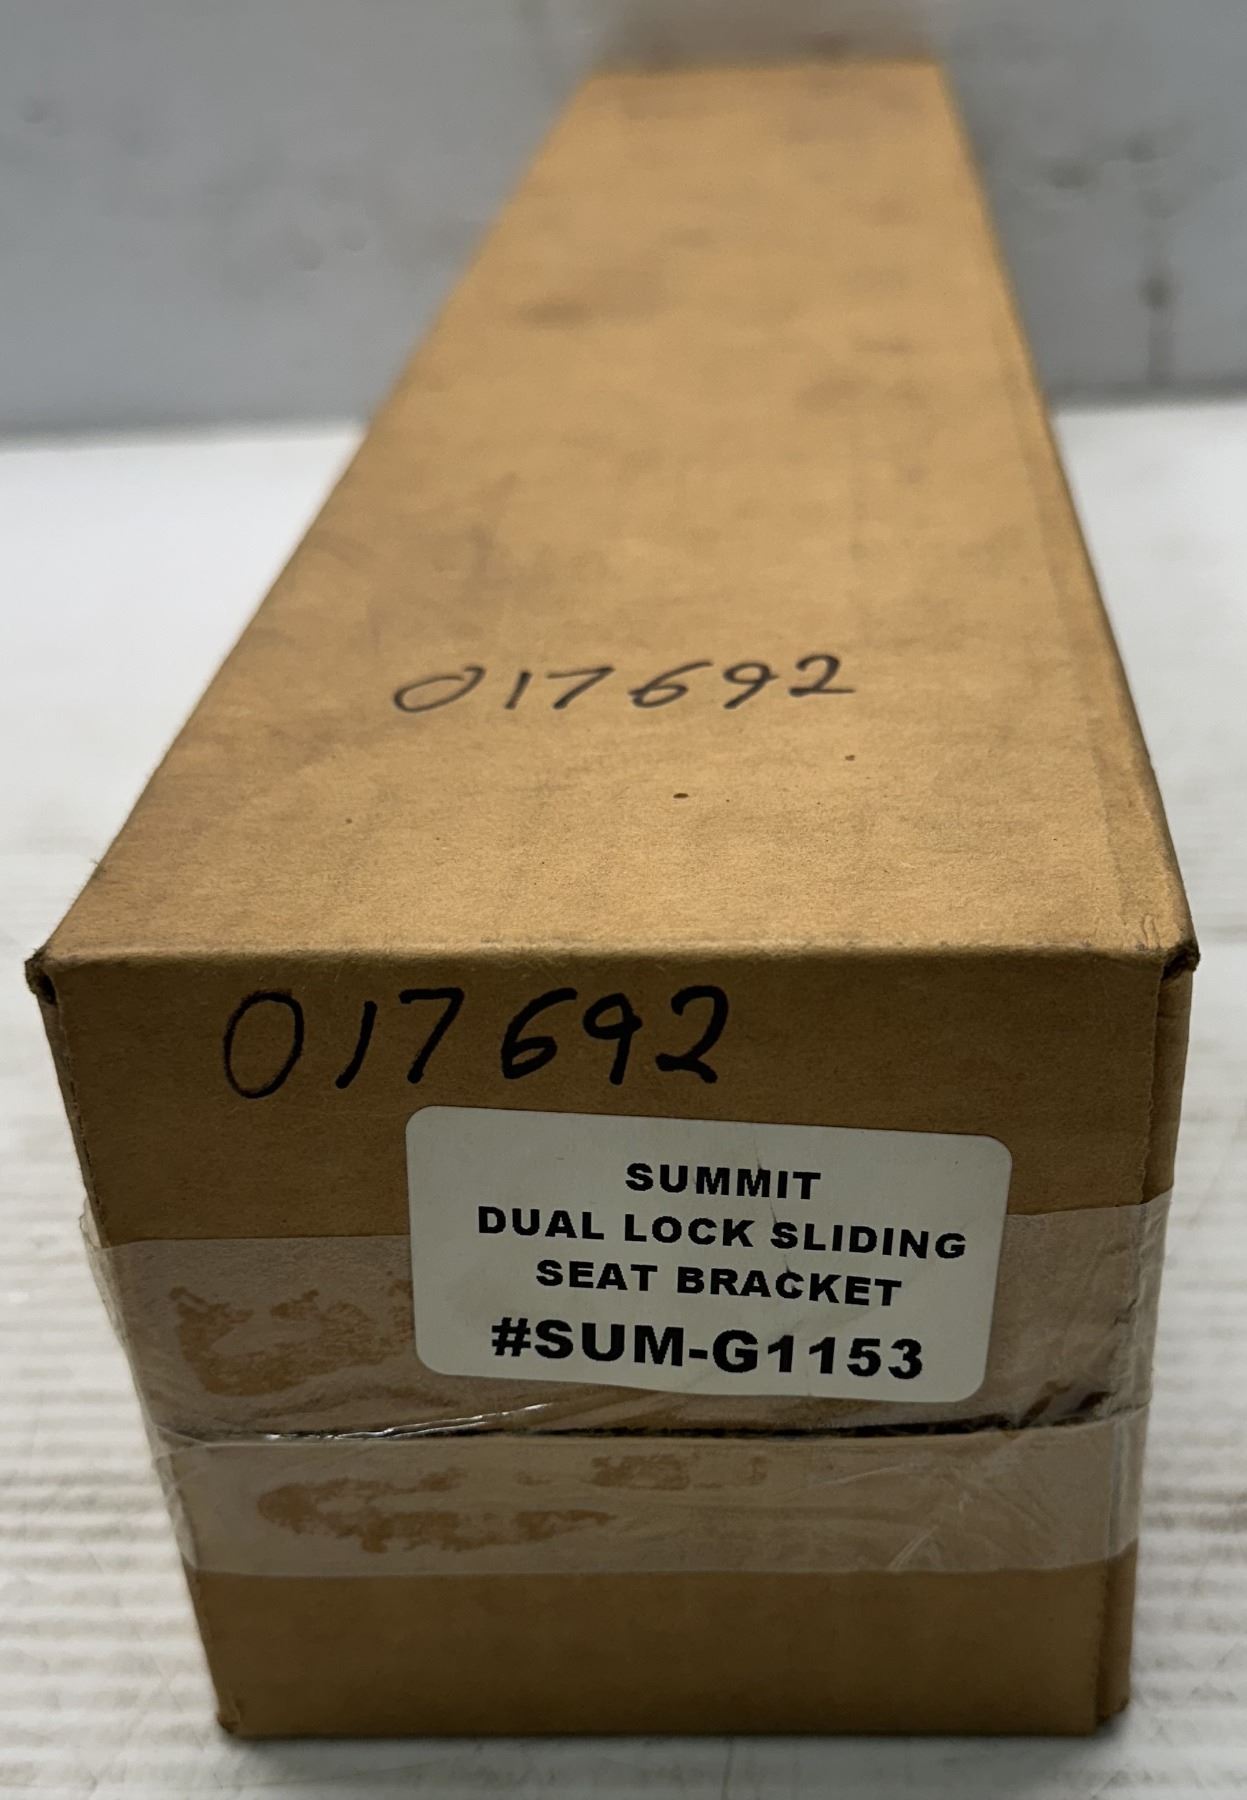 017692
017692
SUMMIT
DUAL LOCK SLIDING
SEAT BRACKET
#SUM-G1153